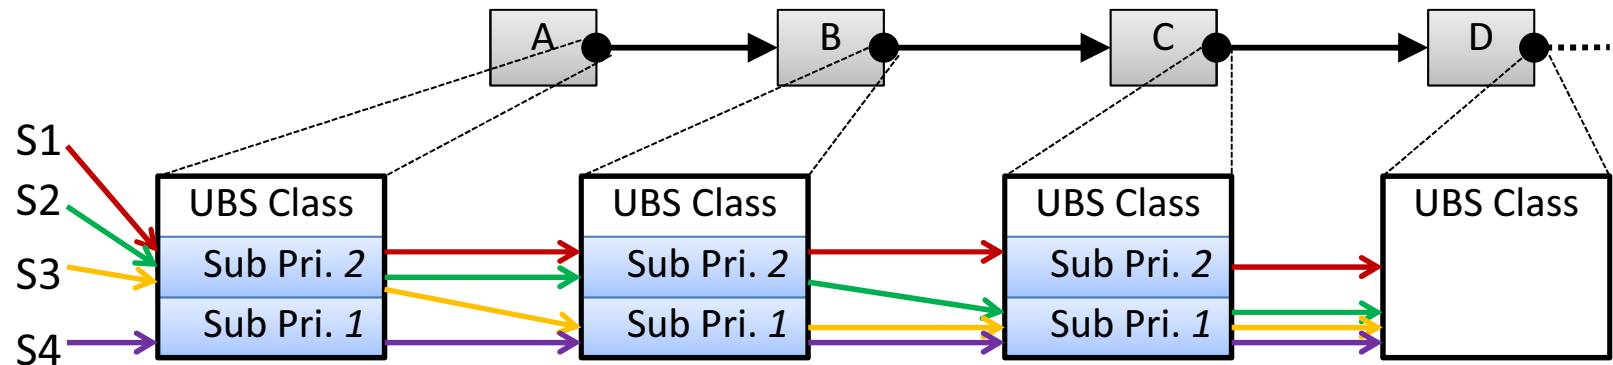 A
B
C
D
S1
S2
S3
S4
UBS Class
Sub Pri. 2
Sub Pri. 1
UBS Class
Sub Pri. 2
Sub Pri. 1
UBS Class
Sub Pri. 2
Sub Pri. 1
UBS Class